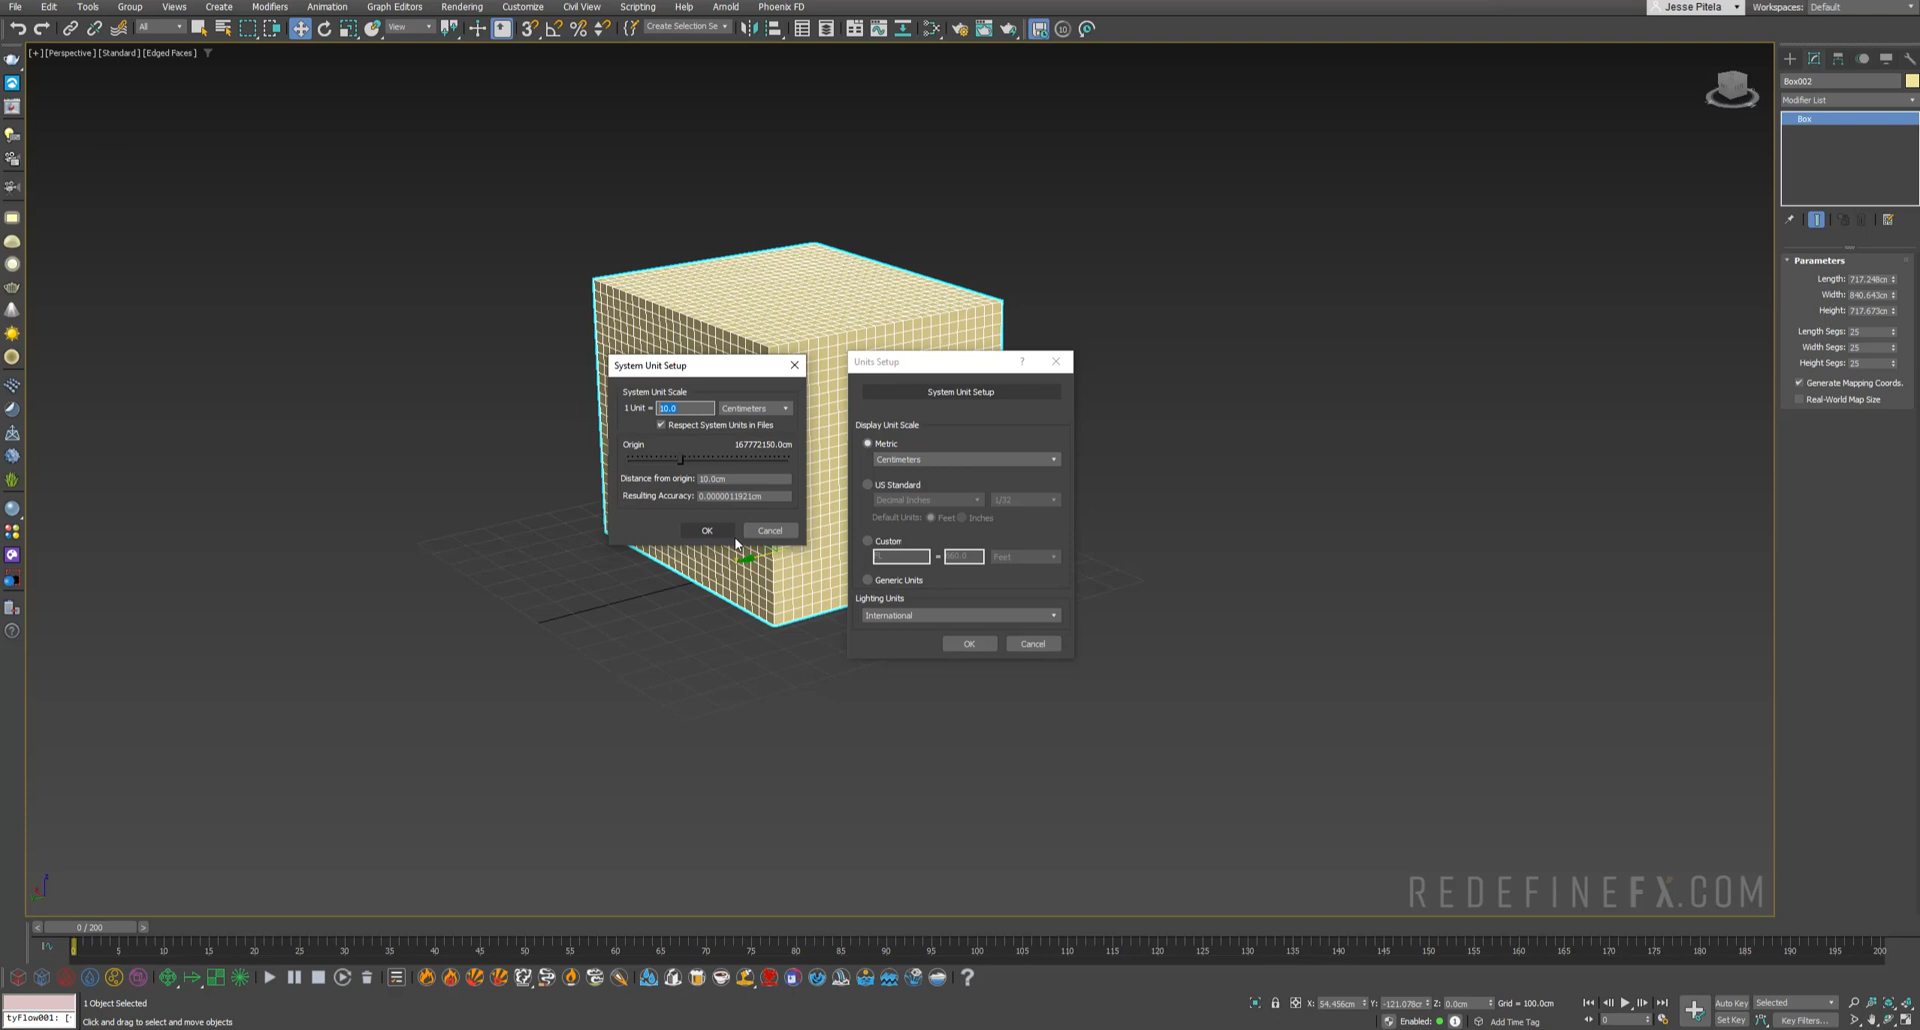 File Edit Tools Group Views Create Modifiers Animation Graph Editors Rendering Customize Civil View Scripting Help Arnold Phoenix FD Jesse Pitela Workspaces: Default
All View Create Selection Se
[+] [Perspective] [Standard] [Edged Faces]
Box002
Modifier List
Box
Parameters
Length: 717.248cm
Width: 840.643cm
Height: 717.673cm
Length Segs: 25
Width Segs: 25
Height Segs: 25
Generate Mapping Coords.
Real-World Map Size
System Unit Setup
System Unit Scale
1 Unit = 10.0 Centimeters
Respect System Units in Files
Origin 167772150.0cm
Distance from origin: 10.0cm
Resulting Accuracy: 0.0000011921cm
OK Cancel
Units Setup ?
System Unit Setup
Display Unit Scale
Metric
Centimeters
US Standard
Decimal Inches 1/32
Default Units: Feet Inches
Custom
= 660.0 Feet
Generic Units
Lighting Units
International
OK Cancel
REDEFINEFX.COM
< 0 / 200 >
0 5 10 15 20 25 30 35 40 45 50 55 60 65 70 75 80 85 90 95 100 105 110 115 120 125 130 135 140 145 150 155 160 165 170 175 180 185 190 195 200
1 Object Selected
X: 54.456cm Y: -121.078cm Z: 0.0cm Grid = 100.0cm
Auto Key Selected
tyFlow001: [
Click and drag to select and move objects
Enabled: 1 Add Time Tag
0
Set Key Key Filters...